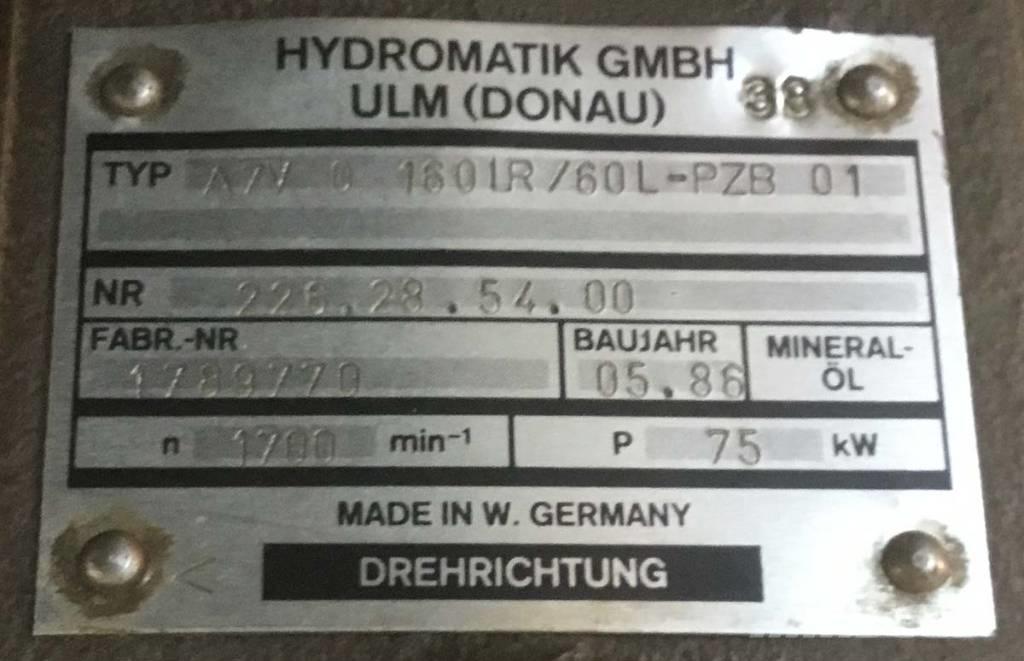 HYDROMATIK GMBH
ULM (DONAU) 38
TYP A7V O 160LR/60L-PZB 01
NR 226.28.54.00
FABR.-NR BAUJAHR MINERAL-
1789770 05.86 ÖL
n 1700 min-1 P 75 kW
MADE IN W. GERMANY
DREHRICHTUNG